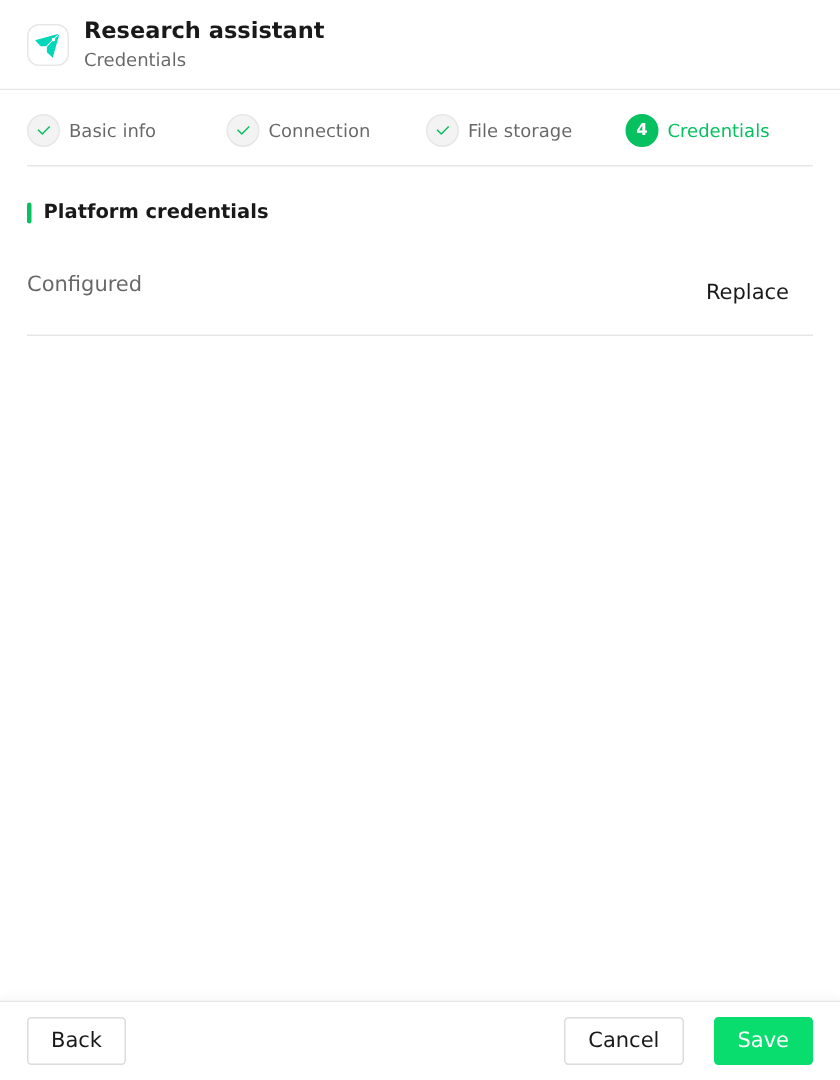 Research assistant
Credentials
Basic info
Connection
File storage
4 Credentials
Platform credentials
Configured
Replace
Back
Cancel
Save